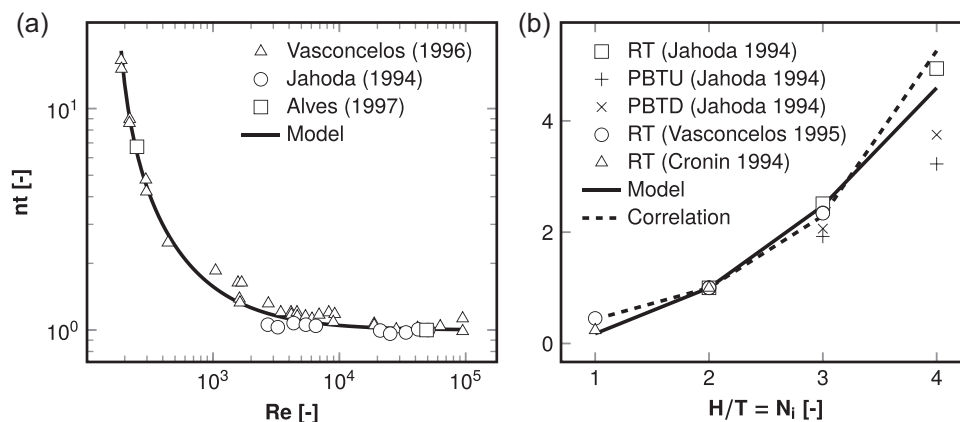 (a)
nt [-]
10¹
10⁰
Vasconcelos (1996)
Jahoda (1994)
Alves (1997)
Model
10³ 10⁴ 10⁵
Re [-]
(b)
4
2
0
RT (Jahoda 1994)
PBTU (Jahoda 1994)
PBTD (Jahoda 1994)
RT (Vasconcelos 1995)
RT (Cronin 1994)
Model
Correlation
1 2 3 4
H/T = Nᵢ [-]